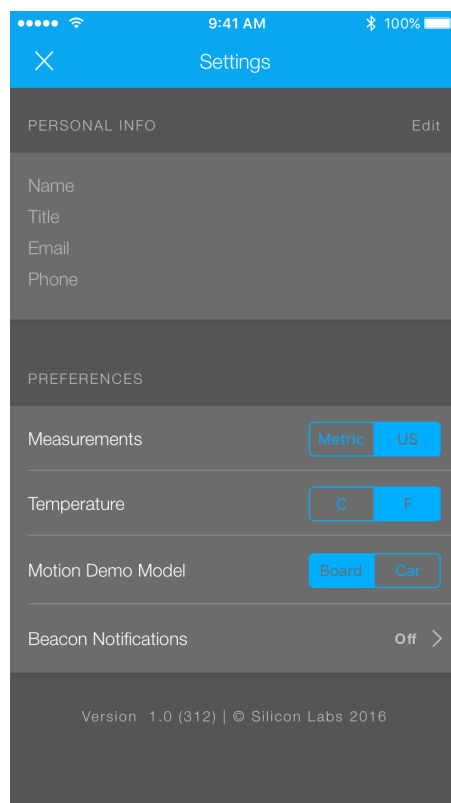 9:41 AM 100%
Settings
PERSONAL INFO Edit
Name
Title
Email
Phone
PREFERENCES
Measurements Metric US
Temperature C F
Motion Demo Model Board Car
Beacon Notifications Off
Version 1.0 (312) | © Silicon Labs 2016